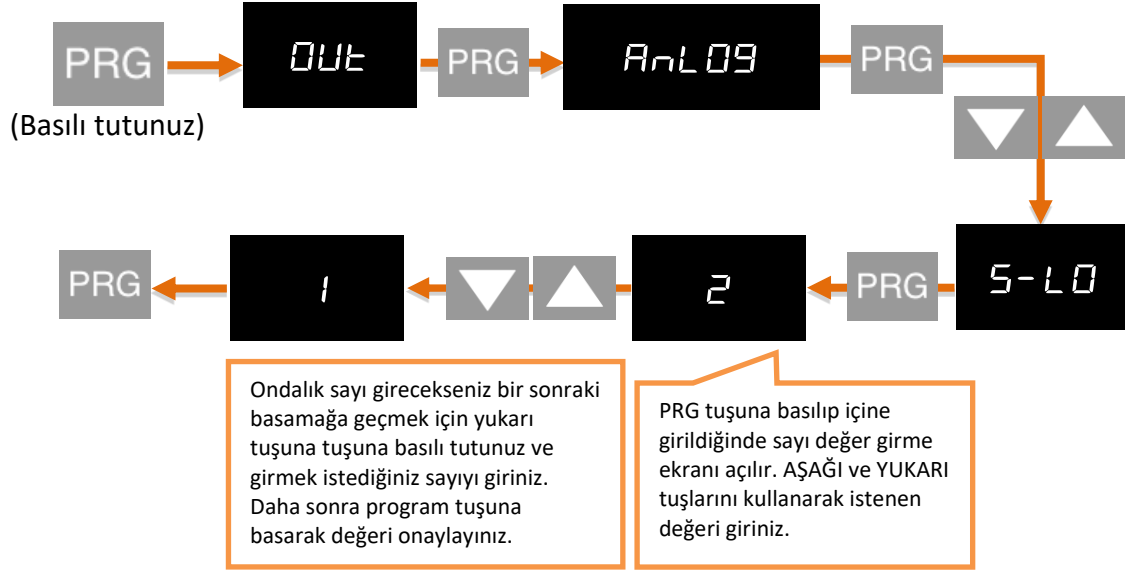 PRG
OUt
PRG
AnLO9
PRG
(Basılı tutunuz)
S-LO
PRG
2
1
PRG
Ondalık sayı girecekseniz bir sonraki
basamağa geçmek için yukarı
tuşuna tuşuna basılı tutunuz ve
girmek istediğiniz sayıyı giriniz.
Daha sonra program tuşuna
basarak değeri onaylayınız.
PRG tuşuna basılıp içine
girildiğinde sayı değer girme
ekranı açılır. AŞAĞI ve YUKARI
tuşlarını kullanarak istenen
değeri giriniz.